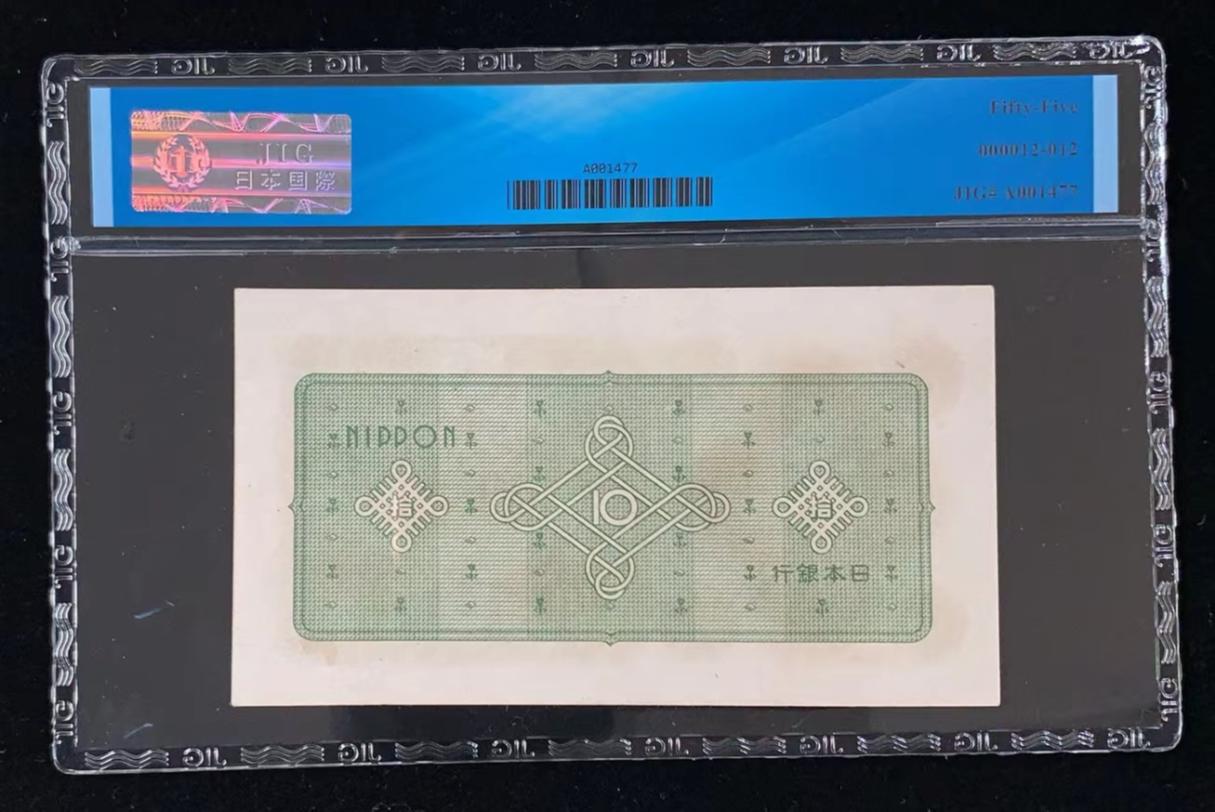 JIG
日本国際
A001477
Fifty-Five
000012-012
JIG# A001477
NIPPON
拾
10
拾
行銀本日